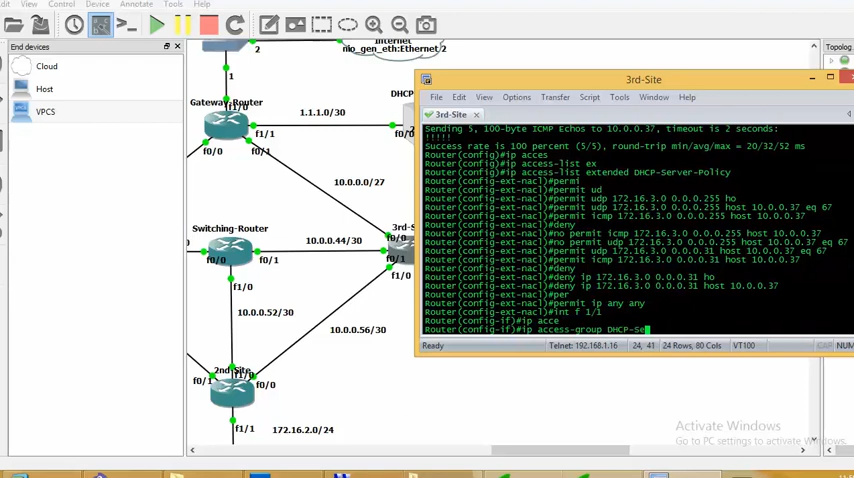 dit
View
Control
Device
Annotate
Tools
Help
End devices
Cloud
Host
VPCS
Internet
nio_gen_eth:Ethernet 2
2
1
Gateway-Router
f1/0
f1/1
f0/0
f0/1
1.1.1.0/30
DHCP
10.0.0.0/27
Switching-Router
f0/0
f0/1
f1/0
10.0.0.44/30
f0/0
f0/1
f1/0
10.0.0.52/30
10.0.0.56/30
2nd-Site
f1/0
f0/1
f0/0
f1/1
172.16.2.0/24
Topolog
3rd-Site
File
Edit
View
Options
Transfer
Script
Tools
Window
Help
3rd-Site
Sending 5, 100-byte ICMP Echos to 10.0.0.37, timeout is 2 seconds:
!!!!!
Success rate is 100 percent (5/5), round-trip min/avg/max = 20/32/52 ms
Router(config)#ip acces
Router(config)#ip access-list ex
Router(config)#ip access-list extended DHCP-Server-Policy
Router(config-ext-nacl)#permi
Router(config-ext-nacl)#permit ud
Router(config-ext-nacl)#permit udp 172.16.3.0 0.0.0.255 ho
Router(config-ext-nacl)#permit udp 172.16.3.0 0.0.0.255 host 10.0.0.37 eq 67
Router(config-ext-nacl)#permit icmp 172.16.3.0 0.0.0.255 host 10.0.0.37
Router(config-ext-nacl)#deny
Router(config-ext-nacl)#no permit icmp 172.16.3.0 0.0.0.255 host 10.0.0.37
Router(config-ext-nacl)#no permit udp 172.16.3.0 0.0.0.255 host 10.0.0.37 eq 67
Router(config-ext-nacl)#permit udp 172.16.3.0 0.0.0.31 host 10.0.0.37 eq 67
Router(config-ext-nacl)#permit icmp 172.16.3.0 0.0.0.31 host 10.0.0.37
Router(config-ext-nacl)#deny
Router(config-ext-nacl)#deny ip 172.16.3.0 0.0.0.31 ho
Router(config-ext-nacl)#deny ip 172.16.3.0 0.0.0.31 host 10.0.0.37
Router(config-ext-nacl)#per
Router(config-ext-nacl)#permit ip any any
Router(config-ext-nacl)#int f 1/1
Router(config-if)#ip acce
Router(config-if)#ip access-group DHCP-Se
Ready
Telnet: 192.168.1.16
24, 41
24 Rows, 80 Cols
VT100
CAP
NUM
Activate Windows
Go to PC settings to activate Windows.